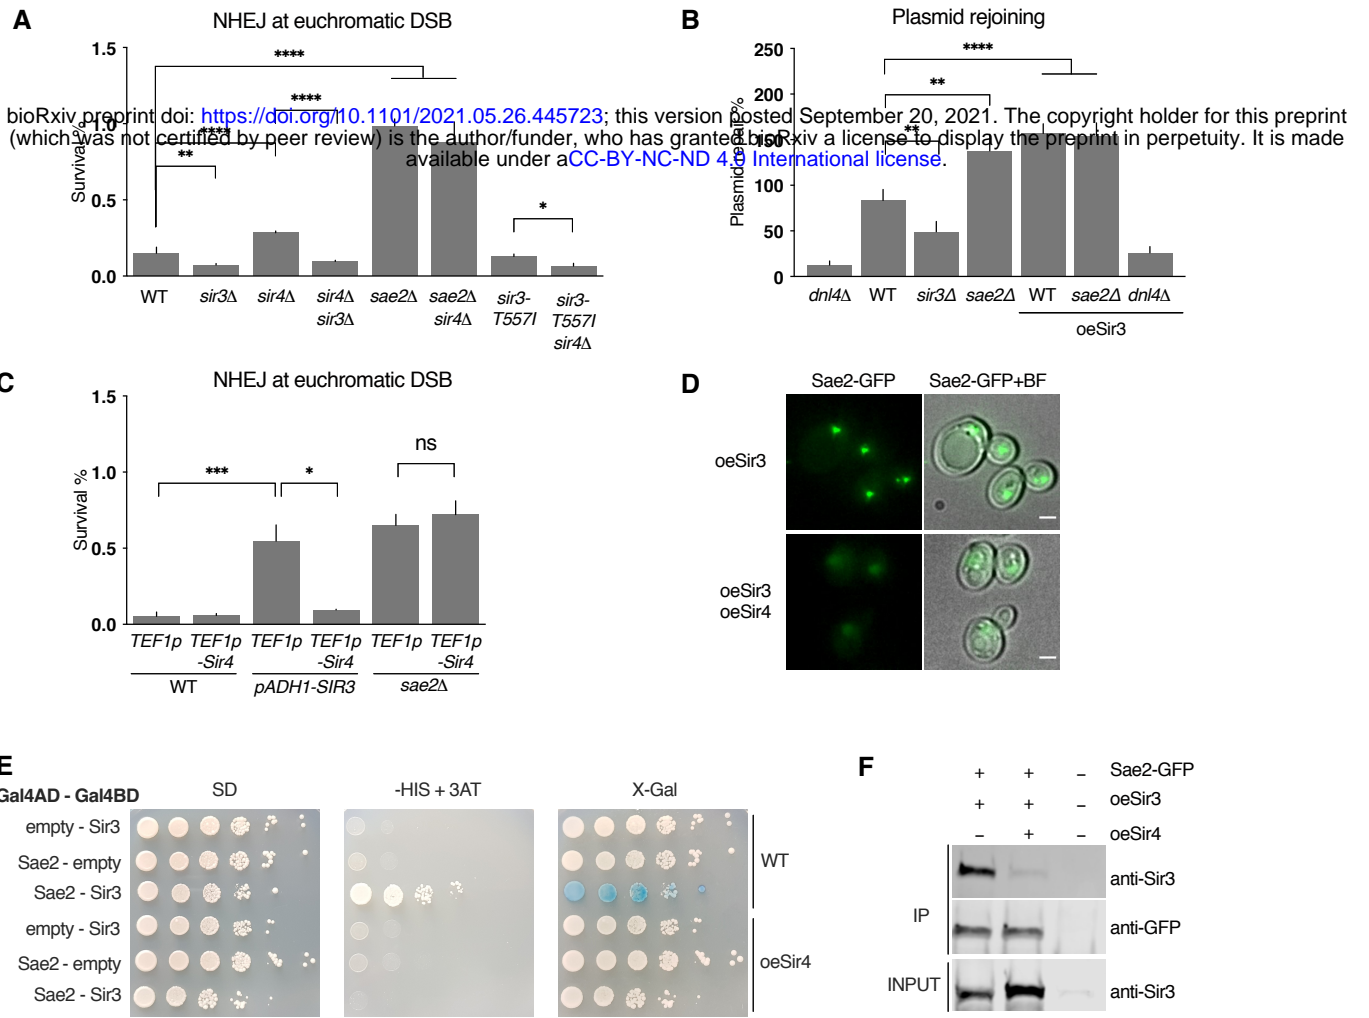 A
NHEJ at euchromatic DSB
1.5
1.0
0.5
0.0
Survival %
****
****
****
**
*
WT
sir3Δ
sir4Δ
sir4Δ sir3Δ
sae2Δ
sae2Δ sir4Δ
sir3-T557I
sir3-T557I sir4Δ
B
Plasmid rejoining
250
200
150
100
50
0
Plasmid repair %
****
**
**
dnl4Δ
WT
sir3Δ
sae2Δ
WT
sae2Δ
dnl4Δ
oeSir3
bioRxiv preprint doi: https://doi.org/10.1101/2021.05.26.445723; this version posted September 20, 2021. The copyright holder for this preprint
(which was not certified by peer review) is the author/funder, who has granted bioRxiv a license to display the preprint in perpetuity. It is made
available under aCC-BY-NC-ND 4.0 International license.
C
NHEJ at euchromatic DSB
1.5
1.0
0.5
0.0
Survival %
***
*
ns
TEF1p
TEF1p -Sir4
TEF1p
TEF1p -Sir4
TEF1p
TEF1p -Sir4
WT
pADH1-SIR3
sae2Δ
D
Sae2-GFP
Sae2-GFP+BF
oeSir3
oeSir3
oeSir4
E
Gal4AD - Gal4BD
SD
-HIS + 3AT
X-Gal
empty - Sir3
Sae2 - empty
Sae2 - Sir3
empty - Sir3
Sae2 - empty
Sae2 - Sir3
WT
oeSir4
F
+ + – Sae2-GFP
+ + – oeSir3
– + – oeSir4
IP
anti-Sir3
anti-GFP
INPUT
anti-Sir3